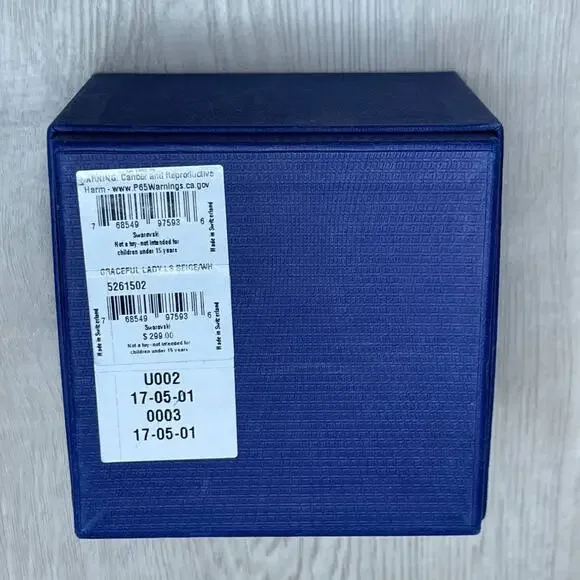 WARNING: Cancer and Reproductive
Harm - www.P65Warnings.ca.gov
7 68549 97593 6
Swarovski
Not a toy-not intended for
children under 15 years
Made in Switzerland
GRACEFUL LADY LS BEIGE/WH
5261502
7 68549 97593 6
Swarovski
$ 299.00
Not a toy-not intended for
children under 15 years
Made in Switzerland
Made in Switzerland
U002
17-05-01
0003
17-05-01